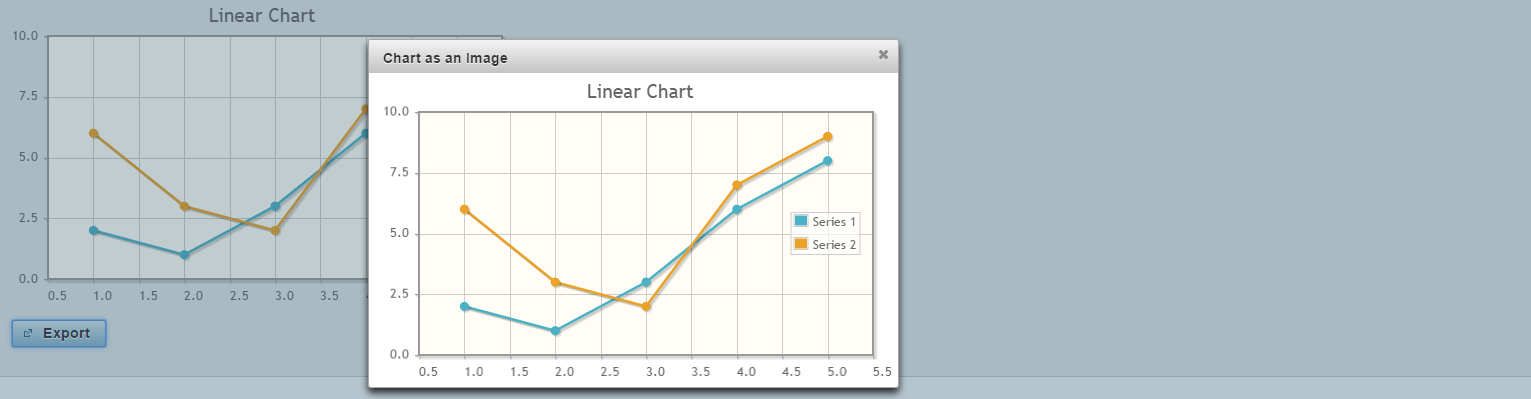 Linear Chart
10.0
7.5
5.0
2.5
0.0
0.5 1.0 1.5 2.0 2.5 3.0 3.5
Export
Chart as an Image
Linear Chart
10.0
7.5
5.0
2.5
0.0
Series 1
Series 2
0.5 1.0 1.5 2.0 2.5 3.0 3.5 4.0 4.5 5.0 5.5